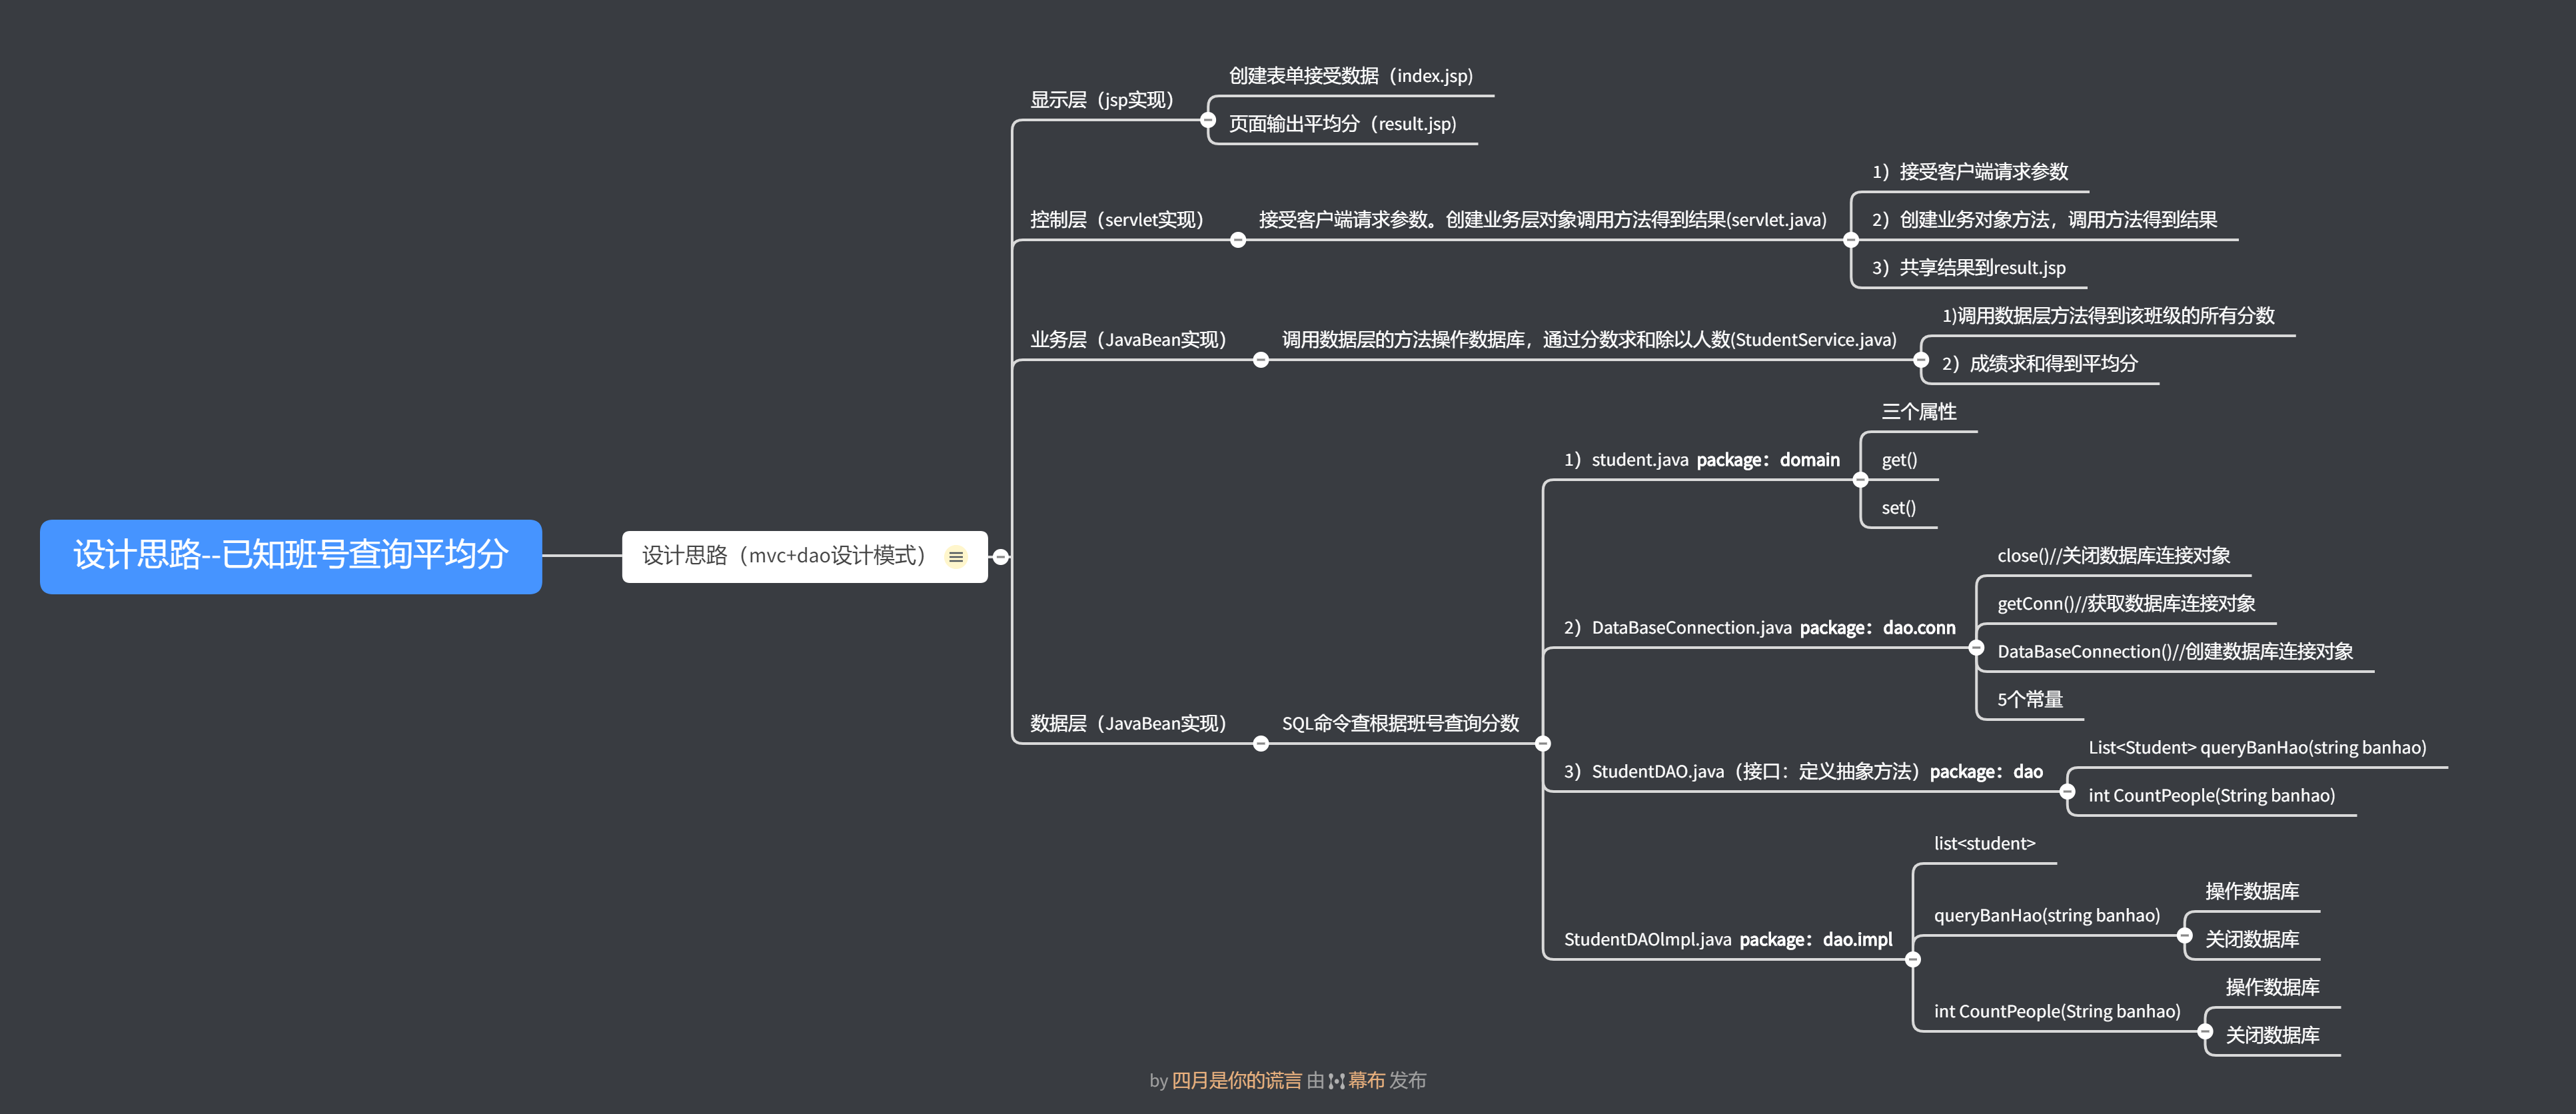 设计思路--已知班号查询平均分
设计思路（mvc+dao设计模式）
显示层（jsp实现）
创建表单接受数据（index.jsp)
页面输出平均分（result.jsp)
控制层（servlet实现）
接受客户端请求参数。创建业务层对象调用方法得到结果(servlet.java)
1）接受客户端请求参数
2）创建业务对象方法，调用方法得到结果
3）共享结果到result.jsp
业务层（JavaBean实现）
调用数据层的方法操作数据库，通过分数求和除以人数(StudentService.java)
1)调用数据层方法得到该班级的所有分数
2）成绩求和得到平均分
数据层（JavaBean实现）
SQL命令查根据班号查询分数
1）student.java package：domain
三个属性
get()
set()
2）DataBaseConnection.java package：dao.conn
close()//关闭数据库连接对象
getConn()//获取数据库连接对象
DataBaseConnection()//创建数据库连接对象
5个常量
3）StudentDAO.java（接口：定义抽象方法）package：dao
List<Student> queryBanHao(string banhao)
int CountPeople(String banhao)
StudentDAOlmpl.java package：dao.impl
list<student>
queryBanHao(string banhao)
操作数据库
关闭数据库
int CountPeople(String banhao)
操作数据库
关闭数据库
by 四月是你的谎言 由 幕布 发布